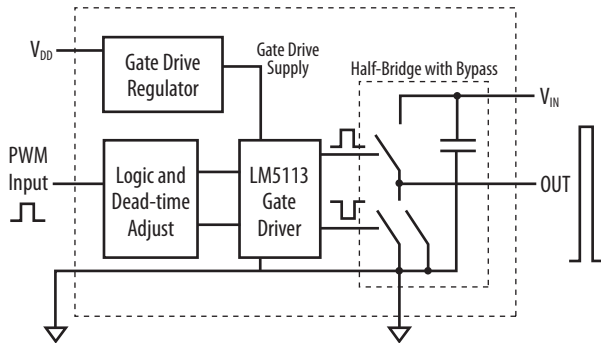 V_DD
Gate Drive
Regulator
Gate Drive
Supply
Half-Bridge with Bypass
V_IN
PWM
Input
Logic and
Dead-time
Adjust
LM5113
Gate
Driver
OUT